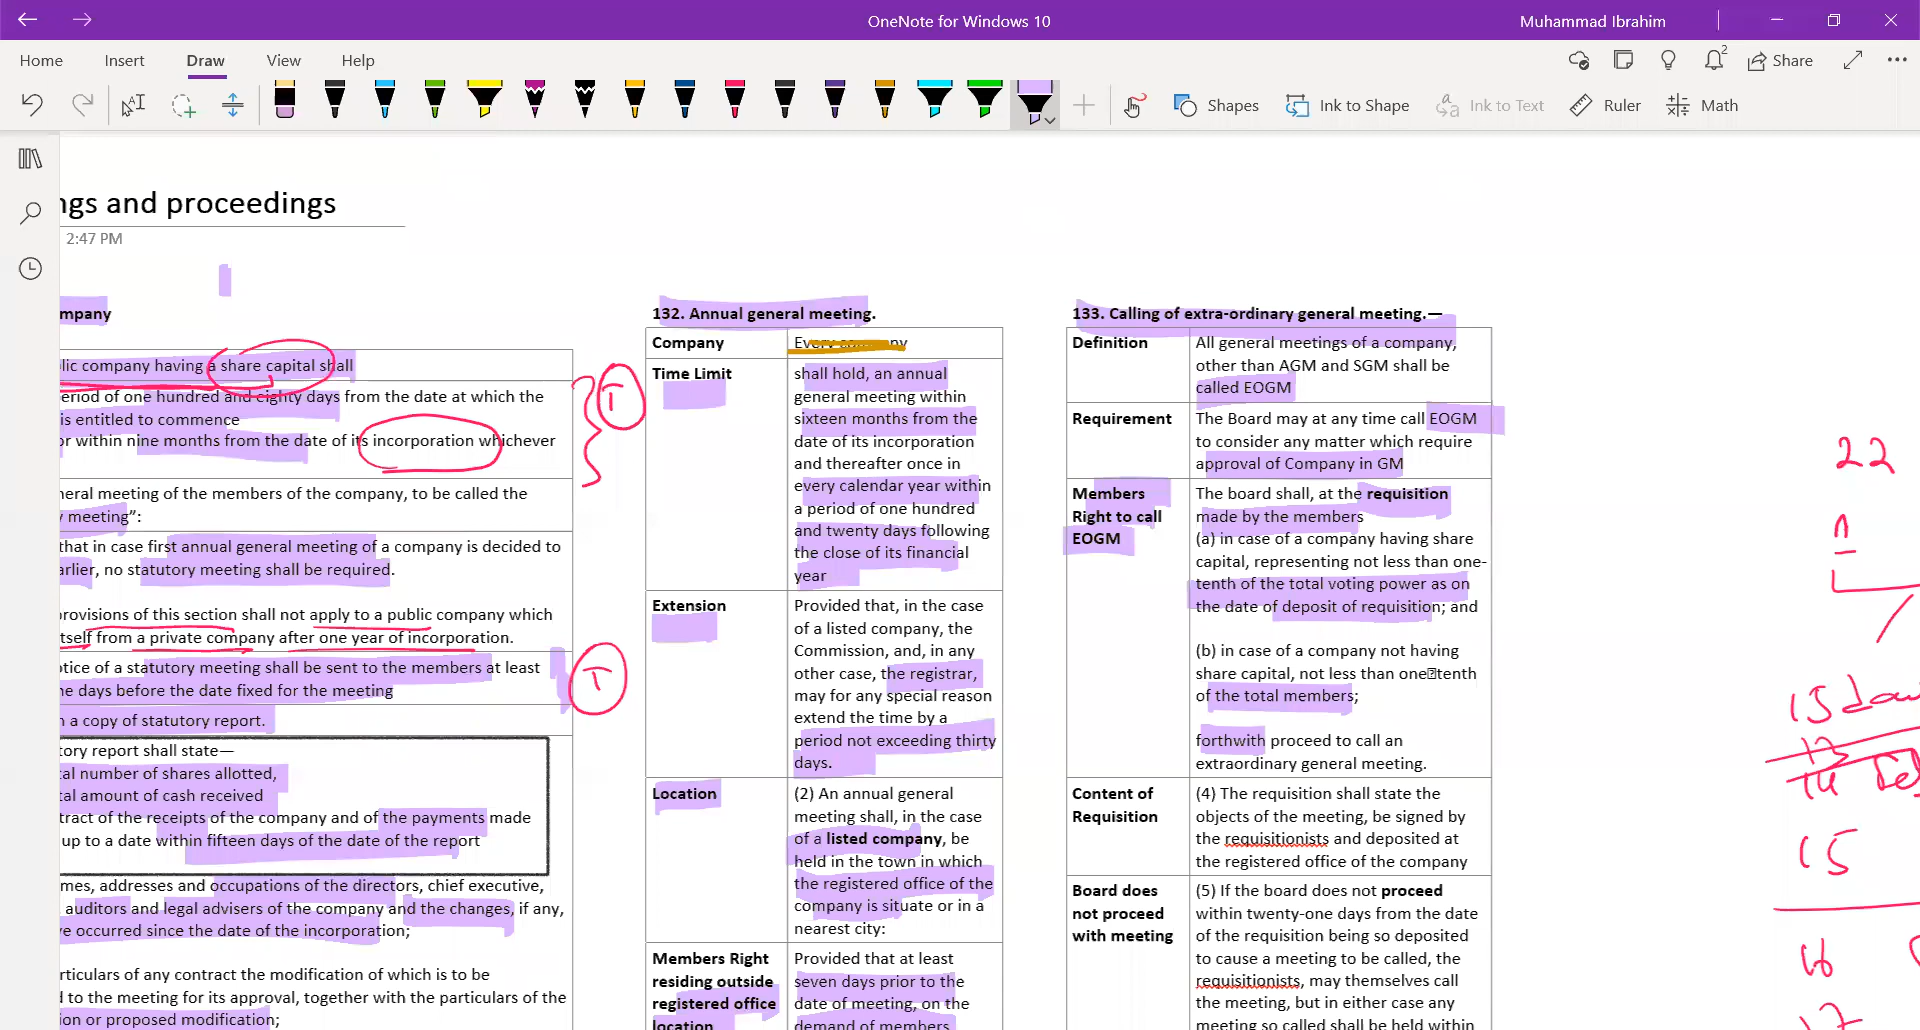 OneNote for Windows 10
Muhammad Ibrahim
Home Insert Draw View Help
2
Share
Shapes
Ink to Shape
Ink to Text
Ruler
Math
ngs and proceedings
2:47 PM
mpany
lic company having a share capital shall
eriod of one hundred and eighty days from the date at which the
is entitled to commence
or within nine months from the date of its incorporation whichever
neral meeting of the members of the company, to be called the
y meeting”:
that in case first annual general meeting of a company is decided to
arlier, no statutory meeting shall be required.
rovisions of this section shall not apply to a public company which
tself from a private company after one year of incorporation.
otice of a statutory meeting shall be sent to the members at least
ne days before the date fixed for the meeting
h a copy of statutory report.
tory report shall state—
tal number of shares allotted,
tal amount of cash received
tract of the receipts of the company and of the payments made
up to a date within fifteen days of the date of the report
mes, addresses and occupations of the directors, chief executive,
auditors and legal advisers of the company and the changes, if any,
ve occurred since the date of the incorporation;
rticulars of any contract the modification of which is to be
d to the meeting for its approval, together with the particulars of the
ion or proposed modification;
T
T
132. Annual general meeting.
Company
Every company
Time Limit
shall hold, an annual
general meeting within
sixteen months from the
date of its incorporation
and thereafter once in
every calendar year within
a period of one hundred
and twenty days following
the close of its financial
year
Extension
Provided that, in the case
of a listed company, the
Commission, and, in any
other case, the registrar,
may for any special reason
extend the time by a
period not exceeding thirty
days.
Location
(2) An annual general
meeting shall, in the case
of a listed company, be
held in the town in which
the registered office of the
company is situate or in a
nearest city:
Members Right
residing outside
registered office
location
Provided that at least
seven days prior to the
date of meeting, on the
demand of members
133. Calling of extra-ordinary general meeting.—
Definition
All general meetings of a company,
other than AGM and SGM shall be
called EOGM
Requirement
The Board may at any time call EOGM
to consider any matter which require
approval of Company in GM
Members
Right to call
EOGM
The board shall, at the requisition
made by the members
(a) in case of a company having share
capital, representing not less than one-
tenth of the total voting power as on
the date of deposit of requisition; and
(b) in case of a company not having
share capital, not less than one￾tenth
of the total members;
forthwith proceed to call an
extraordinary general meeting.
Content of
Requisition
(4) The requisition shall state the
objects of the meeting, be signed by
the requisitionists and deposited at
the registered office of the company
Board does
not proceed
with meeting
(5) If the board does not proceed
within twenty-one days from the date
of the requisition being so deposited
to cause a meeting to be called, the
requisitionists, may themselves call
the meeting, but in either case any
meeting so called shall be held within
22
15
15
16
17